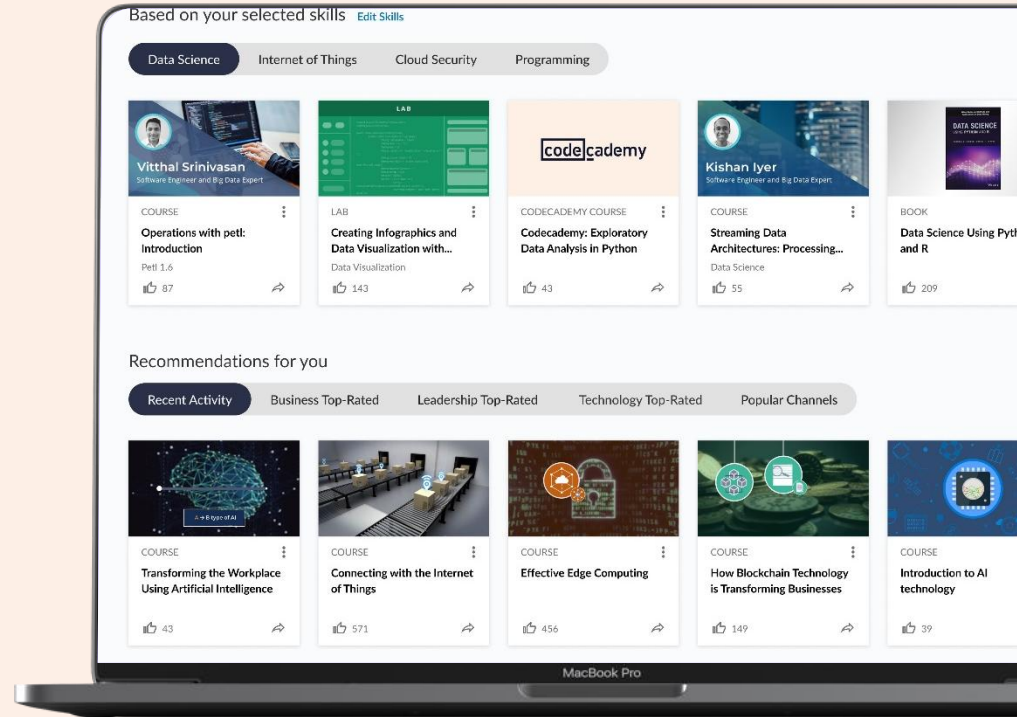 Based on your selected skills Edit Skills
Data Science Internet of Things Cloud Security Programming
Vitthal Srinivasan
Software Engineer and Big Data Expert
LAB
code|cademy
Kishan Iyer
Software Engineer and Big Data Expert
DATA SCIENCE
COURSE
Operations with petl:
Introduction
Petl 1.6
87
LAB
Creating Infographics and
Data Visualization with...
Data Visualization
143
CODECADEMY COURSE
Codecademy: Exploratory
Data Analysis in Python
43
COURSE
Streaming Data
Architectures: Processing...
Data Science
55
BOOK
Data Science Using Pyth
and R
209
Recommendations for you
Recent Activity Business Top-Rated Leadership Top-Rated Technology Top-Rated Popular Channels
A → B type of AI
COURSE
Transforming the Workplace
Using Artificial Intelligence
43
COURSE
Connecting with the Internet
of Things
571
COURSE
Effective Edge Computing
456
COURSE
How Blockchain Technology
is Transforming Businesses
149
COURSE
Introduction to AI
technology
39
MacBook Pro